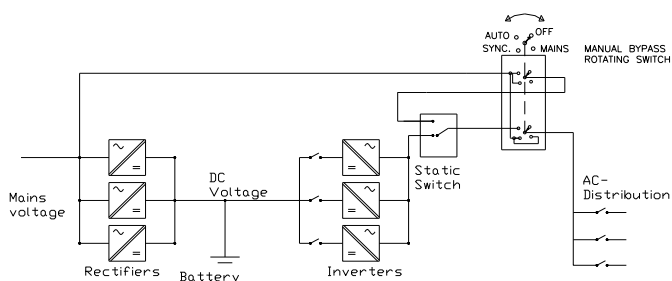 AUTO OFF
SYNC. MAINS
MANUAL BYPASS
ROTATING SWITCH
Static
Switch
DC
Voltage
AC-
Distribution
Mains
voltage
Rectifiers
Battery
Inverters